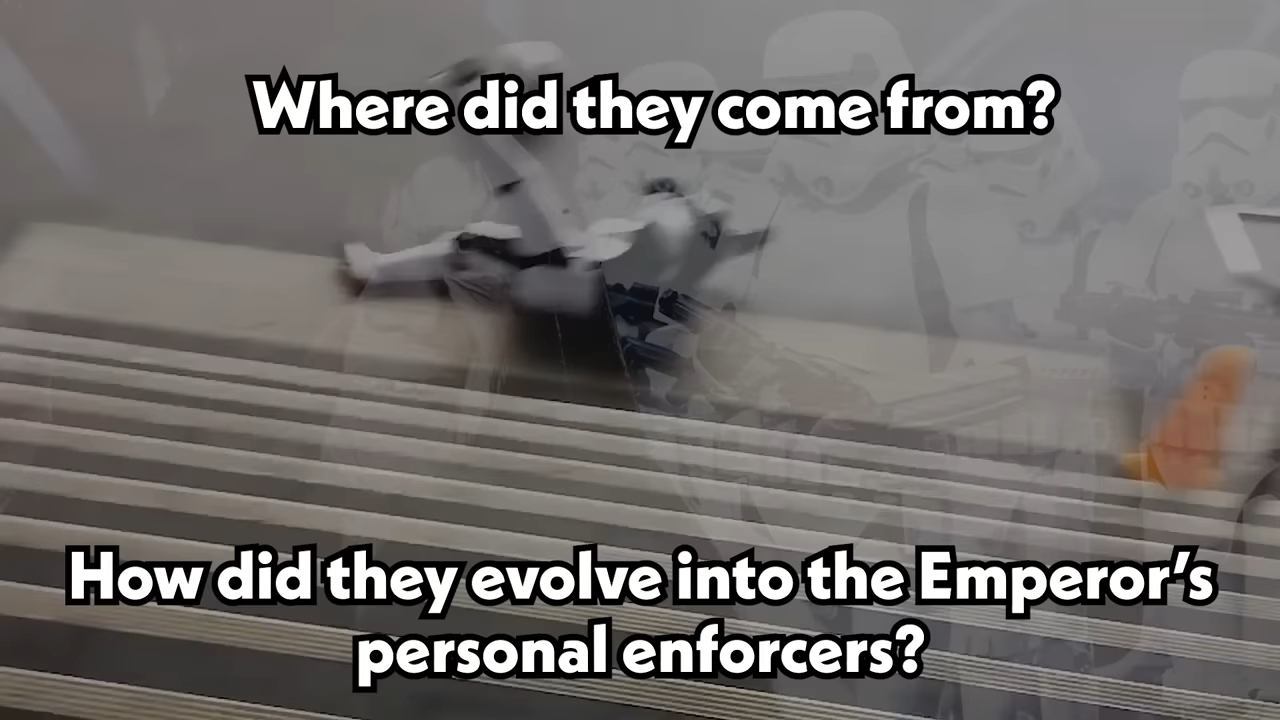 Where did they come from?
How did they evolve into the Emperor’s
personal enforcers?